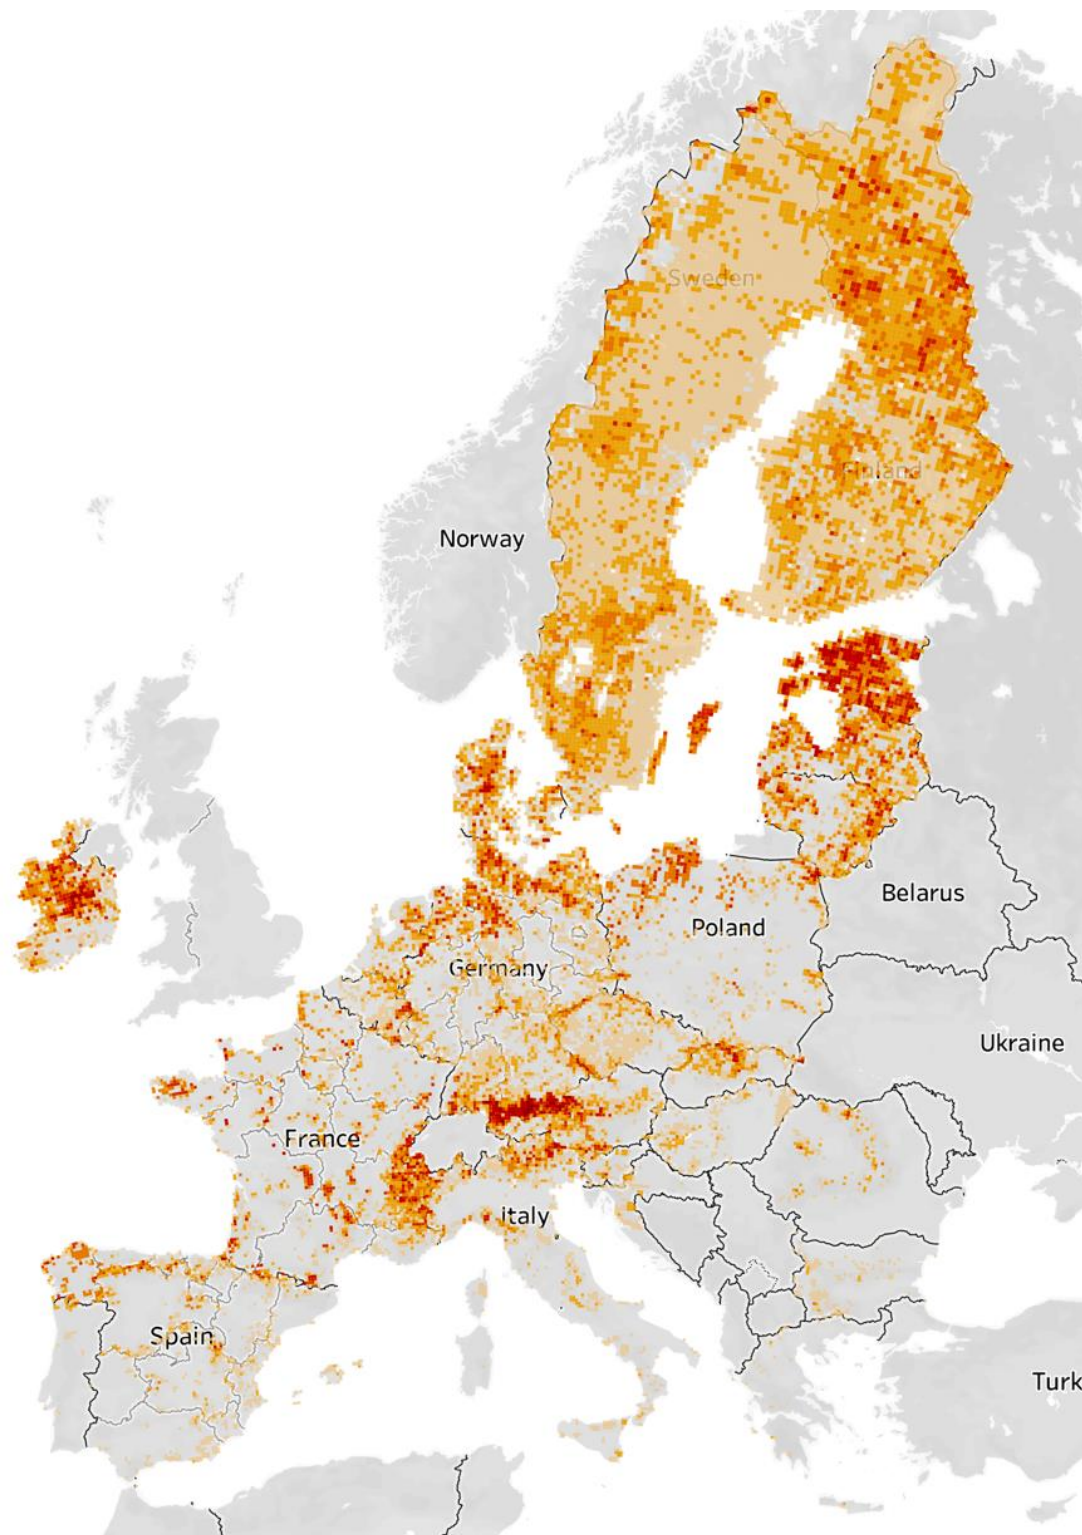 Sweden
Finland
Norway
Belarus
Poland
Germany
Ukraine
France
italy
Spain
Turk